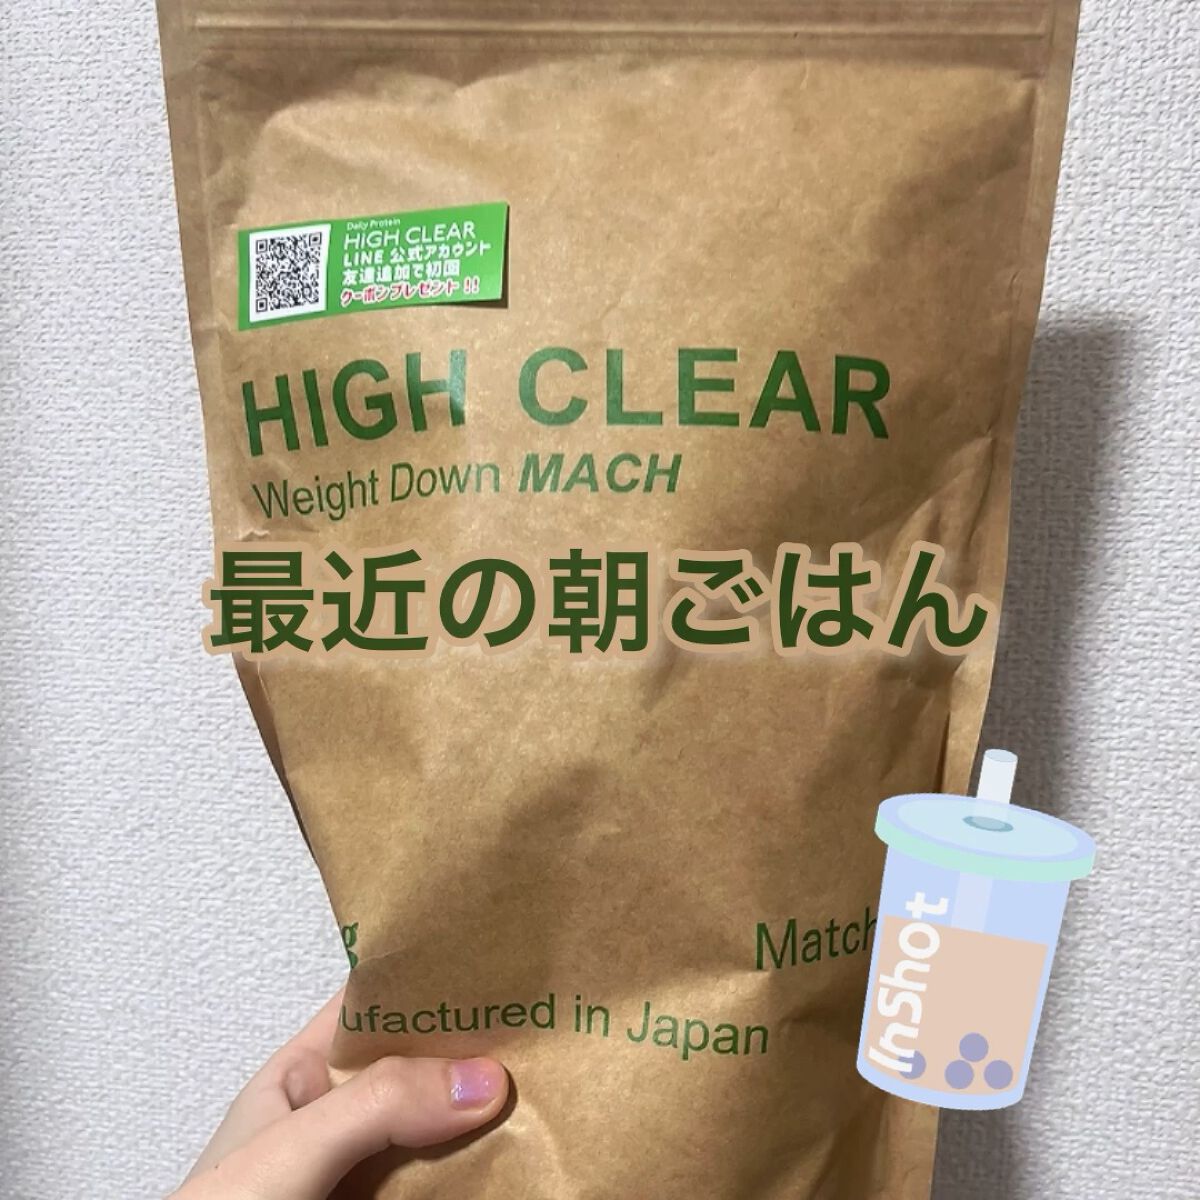 Daily Protein
HIGH CLEAR
LINE 公式アカウント
友達追加で初回
クーポンプレゼント!!
HIGH CLEAR
Weight Down MACH
最近の朝ごはん
g
Match
ufactured in Japan
InShot